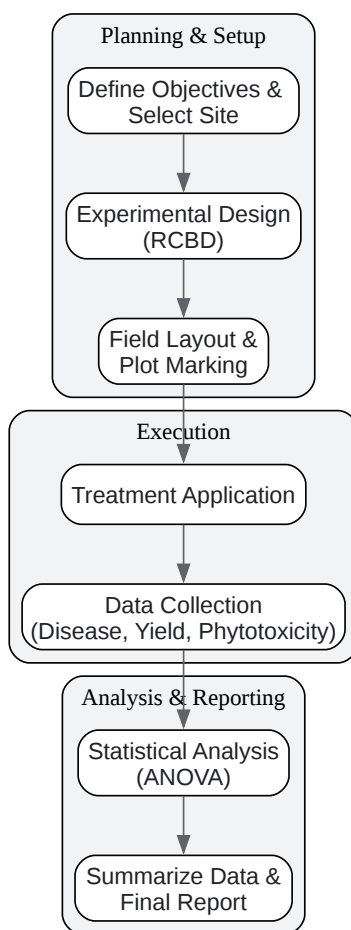 Planning & Setup
Define Objectives &
Select Site
Experimental Design
(RCBD)
Field Layout &
Plot Marking
Execution
Treatment Application
Data Collection
(Disease, Yield, Phytotoxicity)
Analysis & Reporting
Statistical Analysis
(ANOVA)
Summarize Data &
Final Report